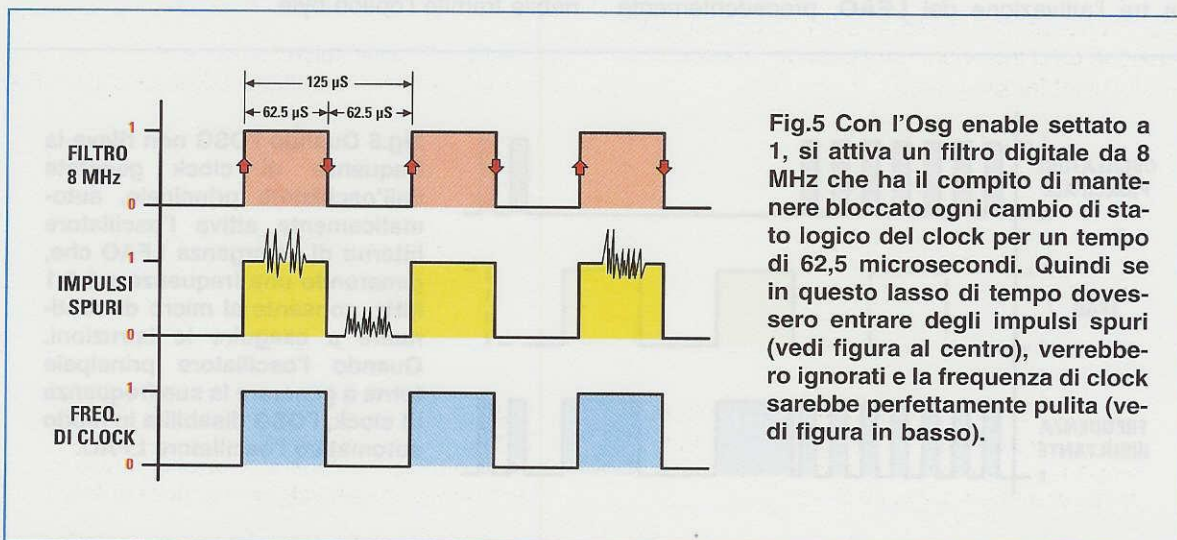 125 µS
62.5 µS 62.5 µS
1
FILTRO
8 MHz
0
1
IMPULSI
SPURI
0
1
FREQ.
DI CLOCK
0
Fig.5 Con l'Osg enable settato a
1, si attiva un filtro digitale da 8
MHz che ha il compito di mante-
nere bloccato ogni cambio di sta-
to logico del clock per un tempo
di 62,5 microsecondi. Quindi se
in questo lasso di tempo doves-
sero entrare degli impulsi spuri
(vedi figura al centro), verrebbe-
ro ignorati e la frequenza di clock
sarebbe perfettamente pulita (ve-
di figura in basso).